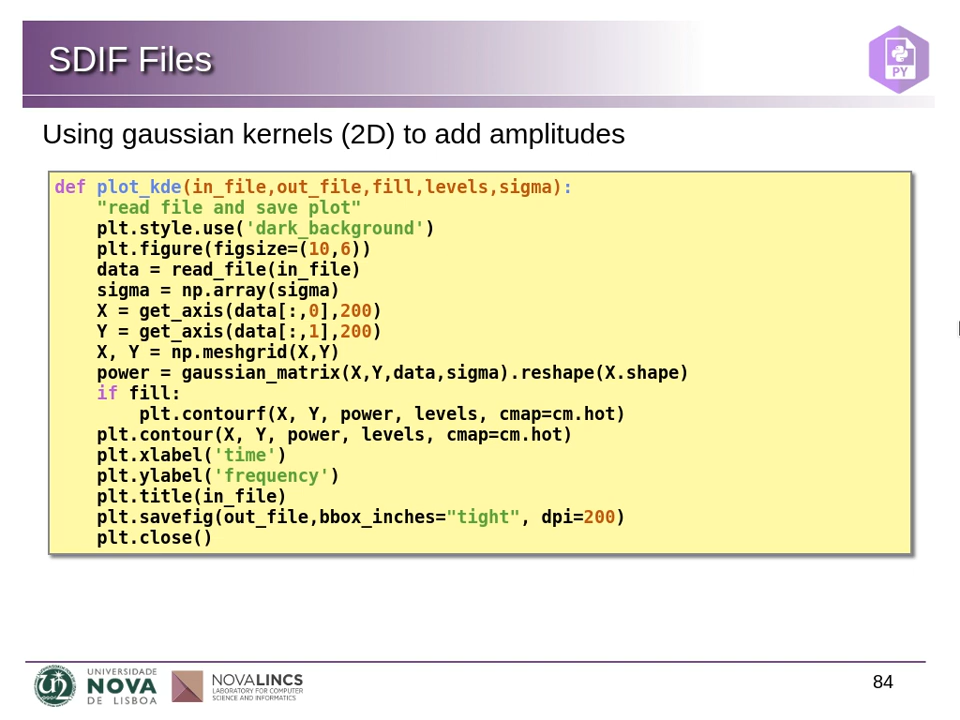 SDIF Files
PY
Using gaussian kernels (2D) to add amplitudes
def plot_kde(in_file,out_file,fill,levels,sigma):
    "read file and save plot"
    plt.style.use('dark_background')
    plt.figure(figsize=(10,6))
    data = read_file(in_file)
    sigma = np.array(sigma)
    X = get_axis(data[:,0],200)
    Y = get_axis(data[:,1],200)
    X, Y = np.meshgrid(X,Y)
    power = gaussian_matrix(X,Y,data,sigma).reshape(X.shape)
    if fill:
        plt.contourf(X, Y, power, levels, cmap=cm.hot)
    plt.contour(X, Y, power, levels, cmap=cm.hot)
    plt.xlabel('time')
    plt.ylabel('frequency')
    plt.title(in_file)
    plt.savefig(out_file,bbox_inches="tight", dpi=200)
    plt.close()
UNIVERSIDADE
NOVA
DE LISBOA
NOVALINCS
LABORATORY FOR COMPUTER
SCIENCE AND INFORMATICS
84